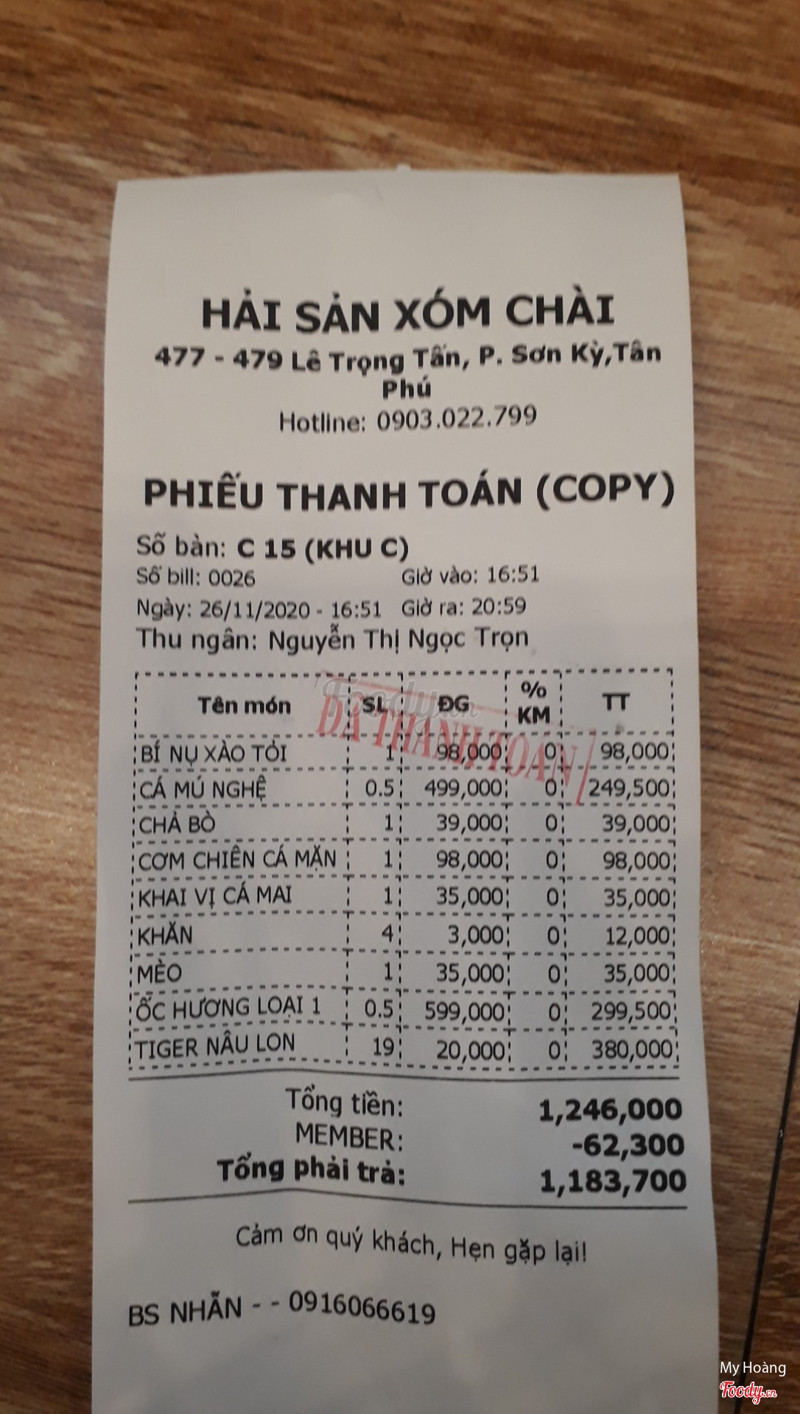 HẢI SẢN XÓM CHÀI
477 - 479 Lê Trọng Tấn, P. Sơn Kỳ,Tân
Phú
Hotline: 0903.022.799
PHIẾU THANH TOÁN (COPY)
Số bàn: C 15 (KHU C)
Số bill: 0026 Giờ vào: 16:51
Ngày: 26/11/2020 - 16:51 Giờ ra: 20:59
Thu ngân: Nguyễn Thị Ngọc Trọn
Tên món SL ĐG % KM TT
Foody.vn
ĐÃ THANH TOÁN
BÍ NỤ XÀO TỎI 1 98,000 0 98,000
CÁ MÚ NGHỆ 0.5 499,000 0 249,500
CHẢ BÒ 1 39,000 0 39,000
CƠM CHIÊN CÁ MẶN 1 98,000 0 98,000
KHAI VỊ CÁ MAI 1 35,000 0 35,000
KHĂN 4 3,000 0 12,000
MÈO 1 35,000 0 35,000
ỐC HƯƠNG LOẠI 1 0.5 599,000 0 299,500
TIGER NÂU LON 19 20,000 0 380,000
Tổng tiền: 1,246,000
MEMBER: -62,300
Tổng phải trả: 1,183,700
Cảm ơn quý khách, Hẹn gặp lại!
BS NHẪN - - 0916066619
My Hoàng
Foody.vn